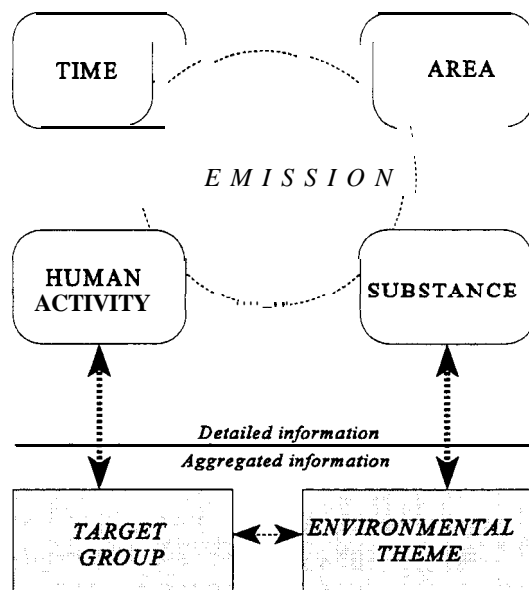 TIME
AREA
EMISSION
HUMAN
ACTIVITY
SUBSTANCE
Detailed information
Aggregated information
TARGET
GROUP
ENVIRONMENTAL
THEME